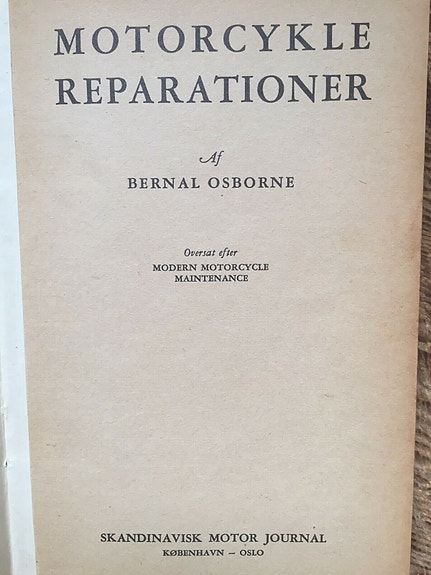 MOTORCYKLE
REPARATIONER
Af
BERNAL OSBORNE
Oversat efter
MODERN MOTORCYCLE
MAINTENANCE
SKANDINAVISK MOTOR JOURNAL
KØBENHAVN — OSLO